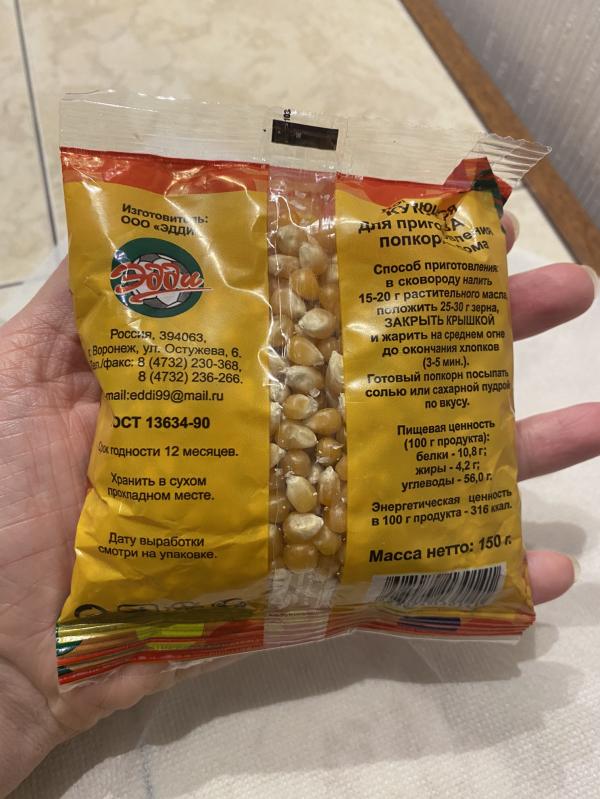 Изготовитель:
ООО «ЭДДИ
Эдди
Россия, 394063,
г. Воронеж, ул. Остужева, 6.
Тел./факс: 8 (4732) 230-368,
8 (4732) 236-266.
mail:eddi99@mail.ru
ОСТ 13634-90
Срок годности 12 месяцев.
Хранить в сухом
прохладном месте.
Дату выработки
смотри на упаковке.
для
попкор
Способ приготовления:
в сковороду налить
15-20 г растительного масла,
положить 25-30 г зерна,
ЗАКРЫТЬ КРЫШКОЙ
и жарить на среднем огне
до окончания хлопков
(3-5 мин.).
Готовый попкорн посыпать
солью или сахарной пудрой
по вкусу.
Пищевая ценность
(100 г продукта):
белки - 10,8 г;
жиры - 4,2 г;
углеводы - 56,0 г.
Энергетическая ценность
в 100 г продукта - 316 ккал.
Масса нетто: 150 г.